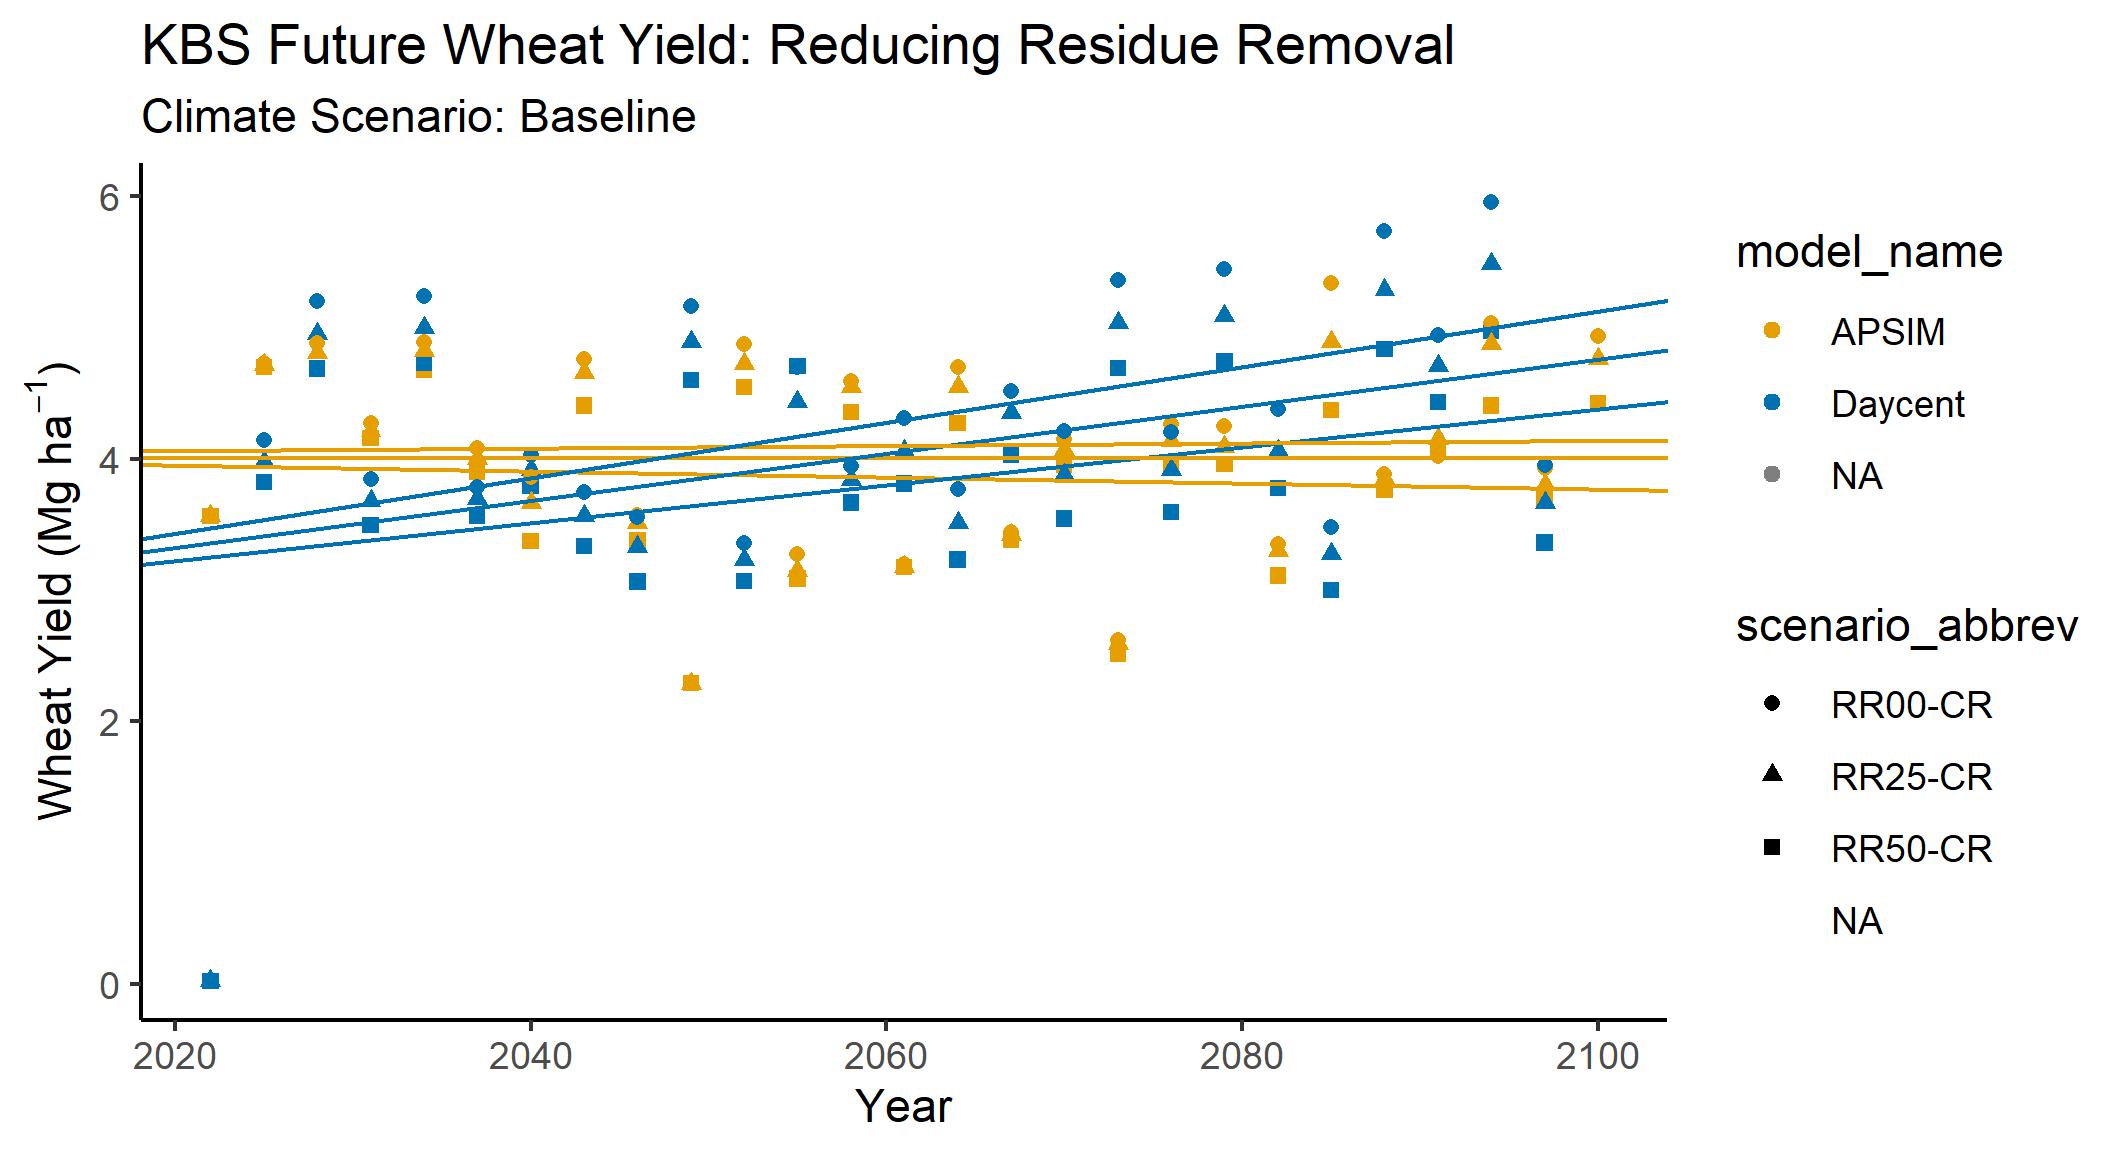 KBS Future Wheat Yield: Reducing Residue Removal
Climate Scenario: Baseline
Wheat Yield (Mg ha⁻¹)
6
4
2
0
2020 2040 2060 2080 2100
Year
model_name
APSIM
Daycent
NA
scenario_abbrev
RR00-CR
RR25-CR
RR50-CR
NA